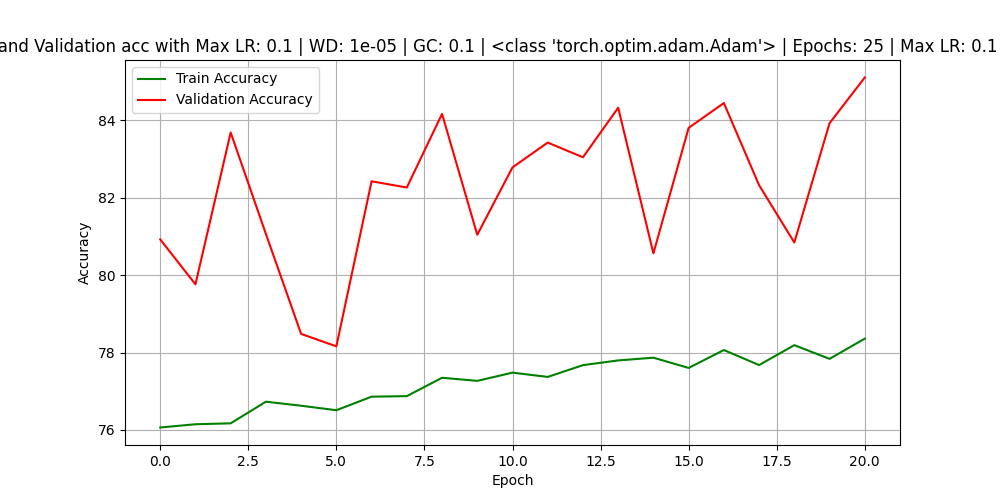 and Validation acc with Max LR: 0.1 | WD: 1e-05 | GC: 0.1 | <class 'torch.optim.adam.Adam'> | Epochs: 25 | Max LR: 0.1
Train Accuracy
Validation Accuracy
84
82
80
78
76
Accuracy
0.0 2.5 5.0 7.5 10.0 12.5 15.0 17.5 20.0
Epoch